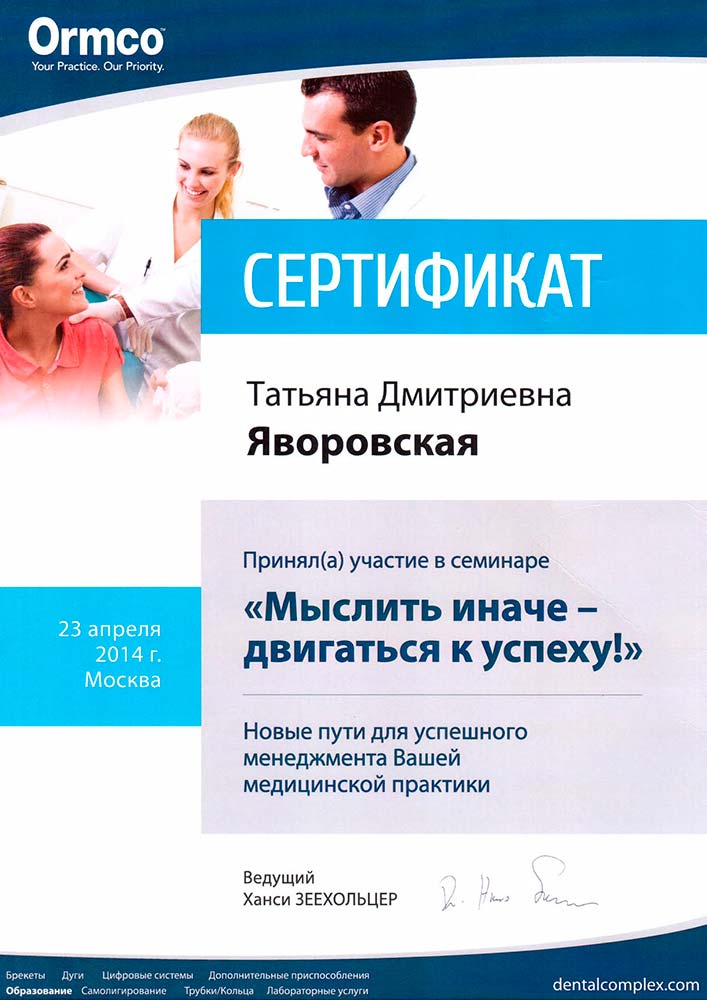 Ormco™
Your Practice. Our Priority.
СЕРТИФИКАТ
Татьяна Дмитриевна
Яворовская
Принял(а) участие в семинаре
«Мыслить иначе –
двигаться к успеху!»
23 апреля
2014 г.
Москва
Новые пути для успешного
менеджмента Вашей
медицинской практики
Ведущий
Ханси ЗЕЕХОЛЬЦЕР
Брекеты Дуги Цифровые системы Дополнительные приспособления
Образование Самолигирование Трубки/Кольца Лабораторные услуги
dentalcomplex.com